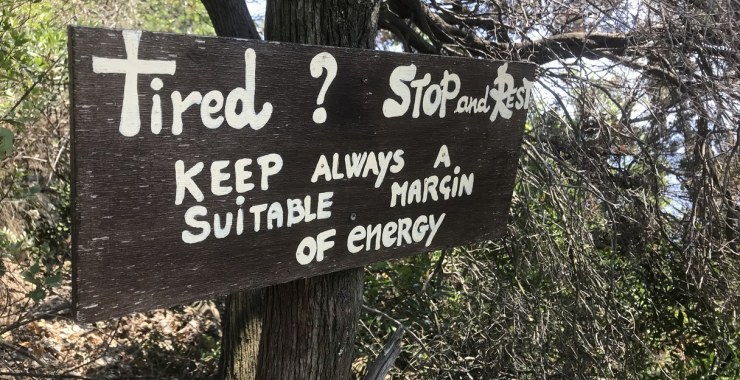 Tired ? STOP and REST
KEEP ALWAYS A
SUITABLE MARGIN
OF eNeRGY